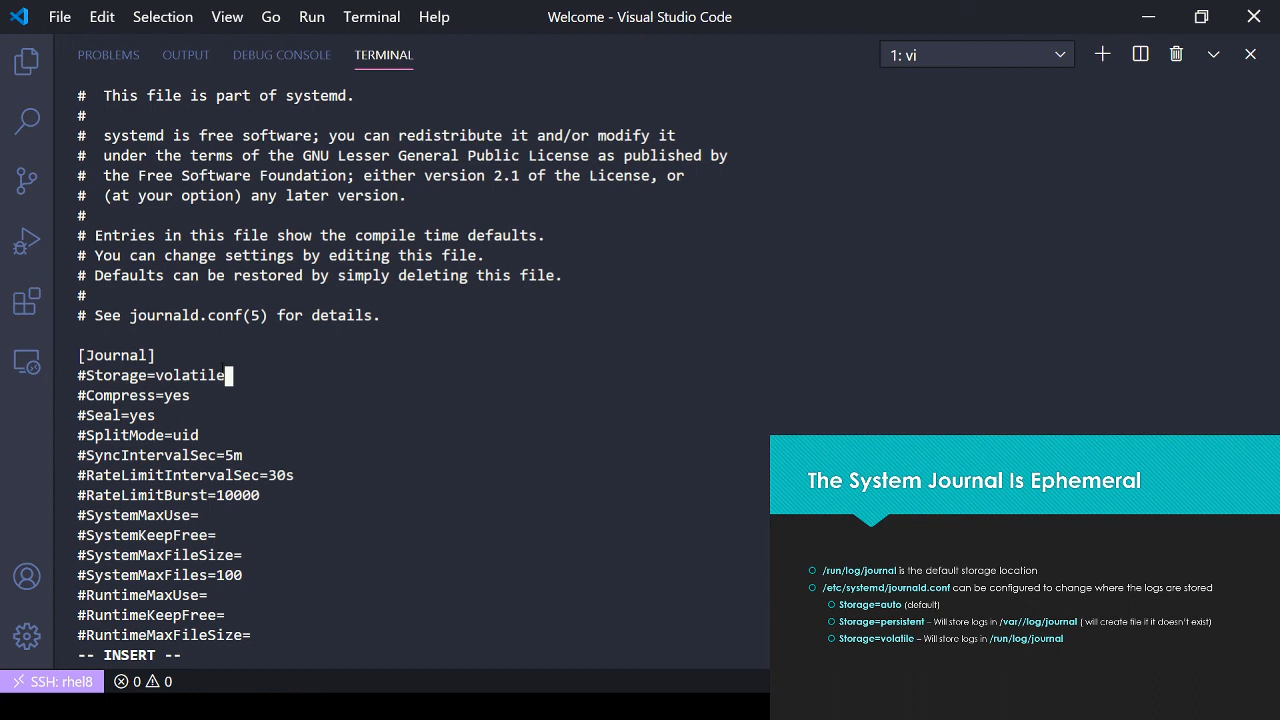 File Edit Selection View Go Run Terminal Help Welcome - Visual Studio Code
PROBLEMS OUTPUT DEBUG CONSOLE TERMINAL 1: vi
#  This file is part of systemd.
#
#  systemd is free software; you can redistribute it and/or modify it
#  under the terms of the GNU Lesser General Public License as published by
#  the Free Software Foundation; either version 2.1 of the License, or
#  (at your option) any later version.
#
# Entries in this file show the compile time defaults.
# You can change settings by editing this file.
# Defaults can be restored by simply deleting this file.
#
# See journald.conf(5) for details.
[Journal]
#Storage=volatile
#Compress=yes
#Seal=yes
#SplitMode=uid
#SyncIntervalSec=5m
#RateLimitIntervalSec=30s
#RateLimitBurst=10000
#SystemMaxUse=
#SystemKeepFree=
#SystemMaxFileSize=
#SystemMaxFiles=100
#RuntimeMaxUse=
#RuntimeKeepFree=
#RuntimeMaxFileSize=
-- INSERT --
SSH: rhel8 0 0
The System Journal Is Ephemeral
/run/log/journal is the default storage location
/etc/systemd/journald.conf can be configured to change where the logs are stored
Storage=auto (default)
Storage=persistent – Will store logs in /var//log/journal ( will create file if it doesn't exist)
Storage=volatile – Will store logs in /run/log/journal